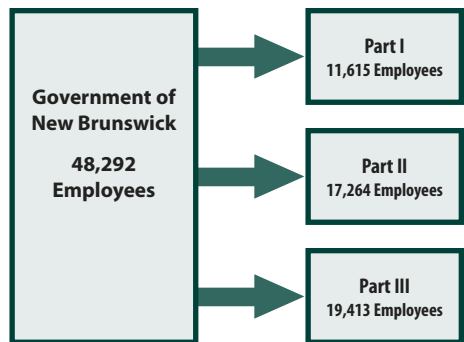 Government of
New Brunswick
48,292
Employees
Part I
11,615 Employees
Part II
17,264 Employees
Part III
19,413 Employees